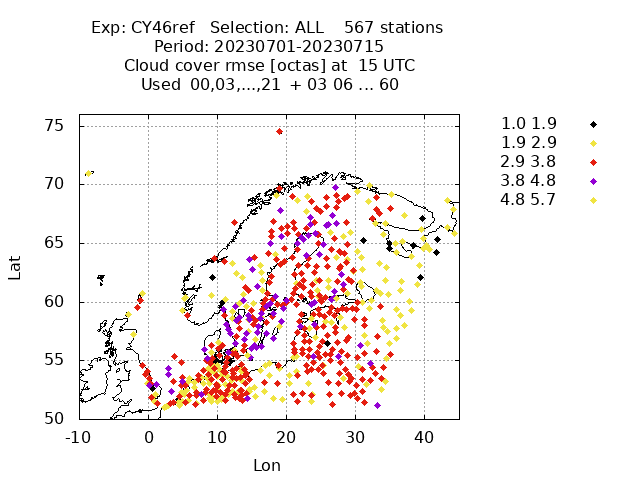 Exp: CY46ref   Selection: ALL    567 stations
Period: 20230701-20230715
Cloud cover rmse [octas] at  15 UTC
Used  00,03,...,21  + 03 06 ... 60
1.0 1.9
1.9 2.9
2.9 3.8
3.8 4.8
4.8 5.7
75
70
65
60
55
50
Lat
-10 0 10 20 30 40
Lon